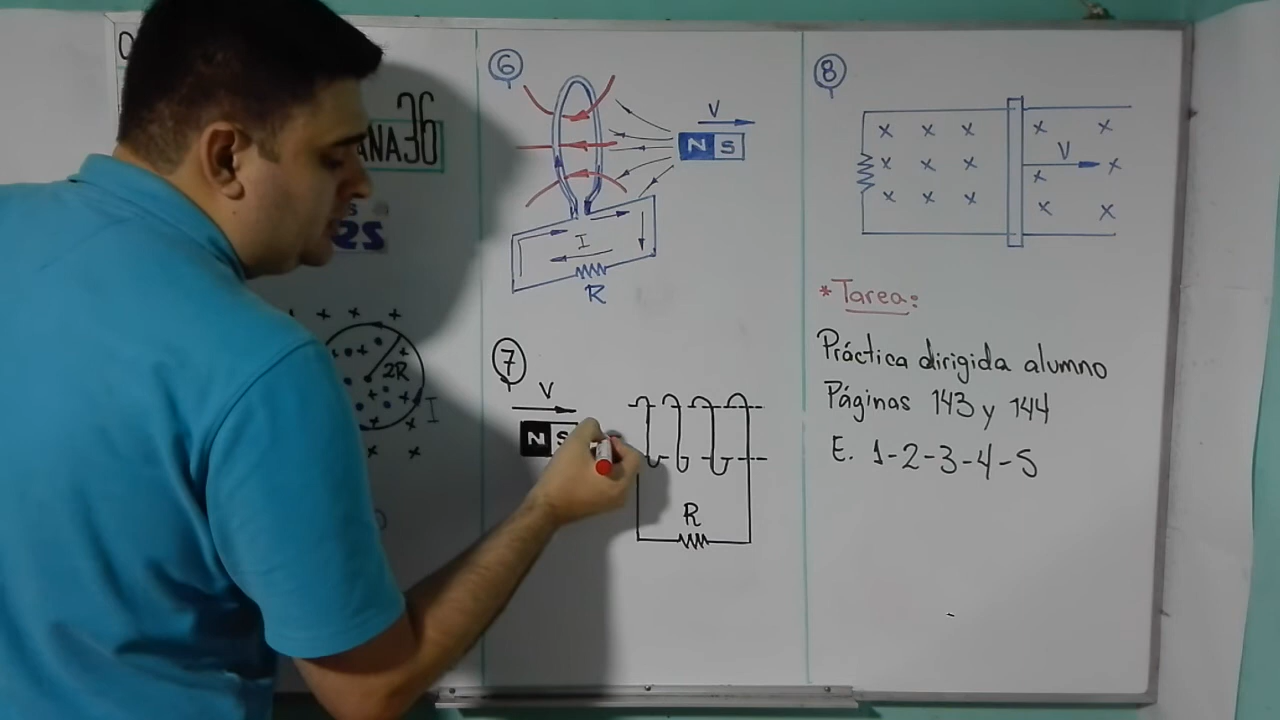 ANA 36
2R
I
6
V
N S
I
R
7
V
N S
R
8
V
*Tarea:
Práctica dirigida alumno
Páginas 143 y 144
E. 1-2-3-4-5